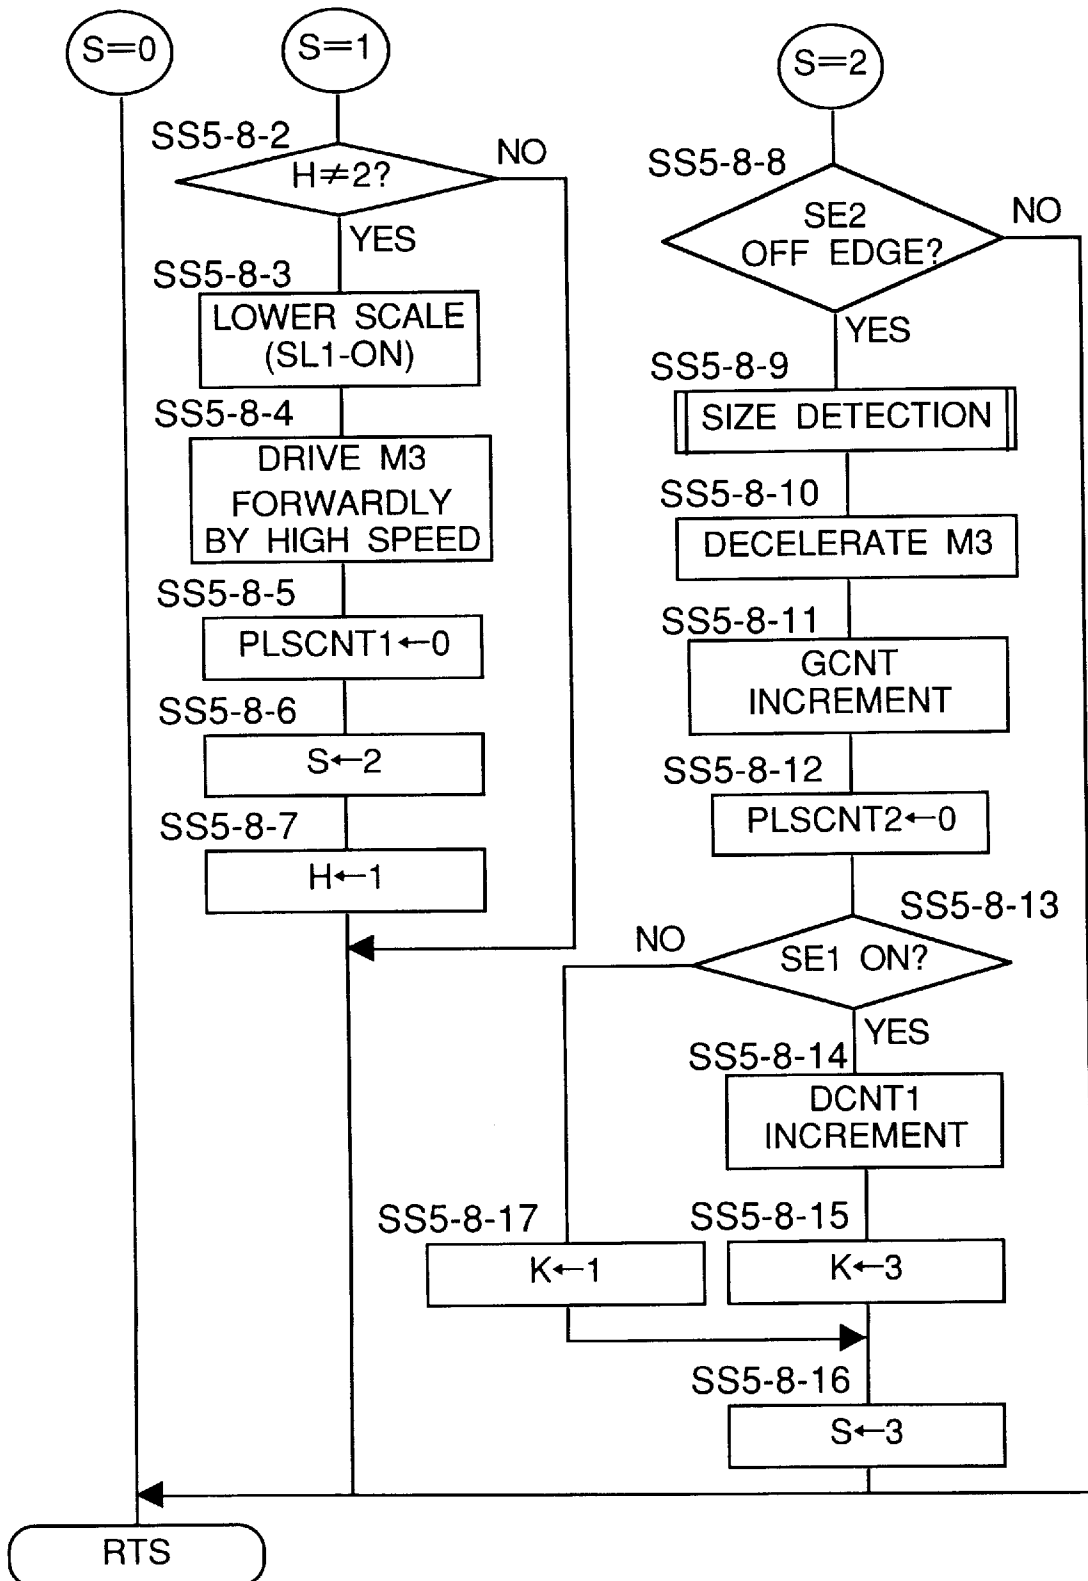 S=0
S=1
SS5-8-2
H≠2?
NO
YES
SS5-8-3
LOWER SCALE
(SL1-ON)
SS5-8-4
DRIVE M3
FORWARDLY
BY HIGH SPEED
SS5-8-5
PLSCNT1←0
SS5-8-6
S←2
SS5-8-7
H←1
S=2
SS5-8-8
SE2
OFF EDGE?
NO
YES
SS5-8-9
SIZE DETECTION
SS5-8-10
DECELERATE M3
SS5-8-11
GCNT
INCREMENT
SS5-8-12
PLSCNT2←0
SS5-8-13
SE1 ON?
NO
YES
SS5-8-14
DCNT1
INCREMENT
SS5-8-17
K←1
SS5-8-15
K←3
SS5-8-16
S←3
RTS